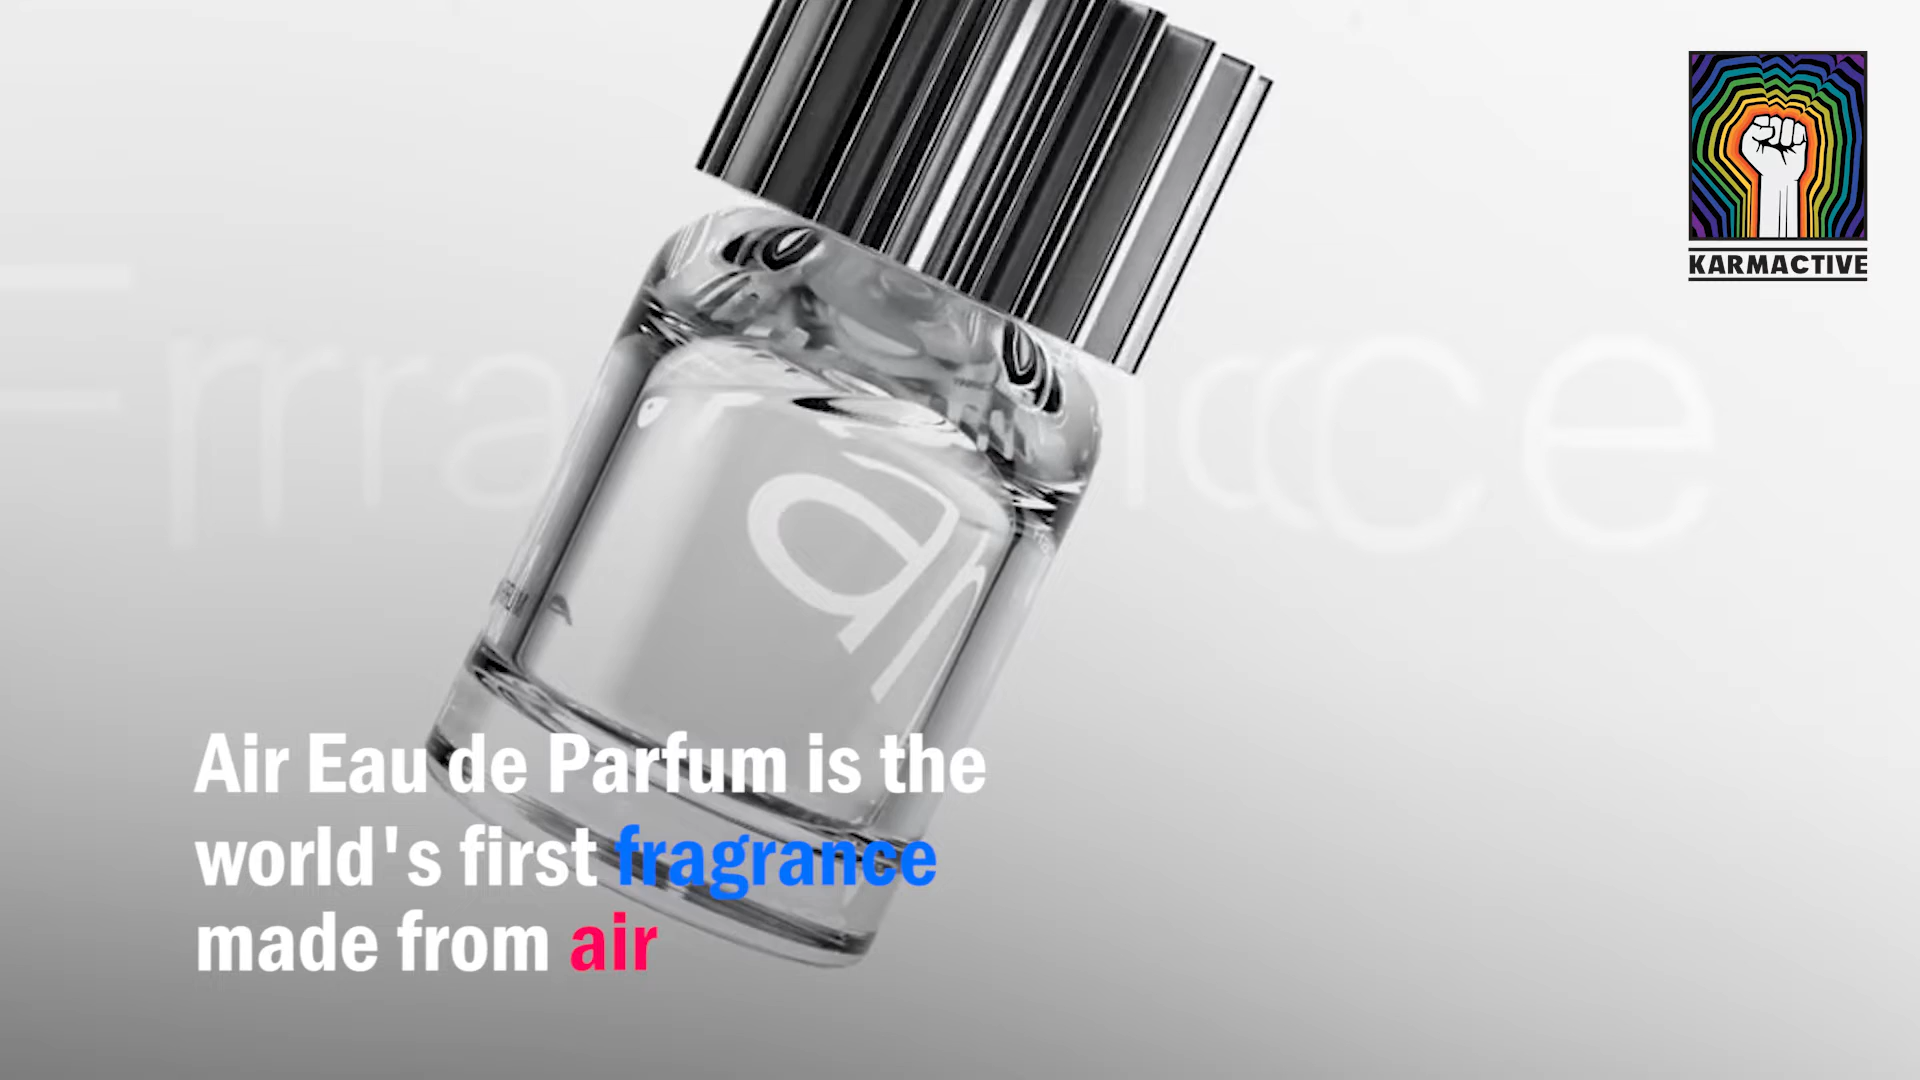 KARMACTIVE
Air Eau de Parfum is the
world's first fragrance
made from air